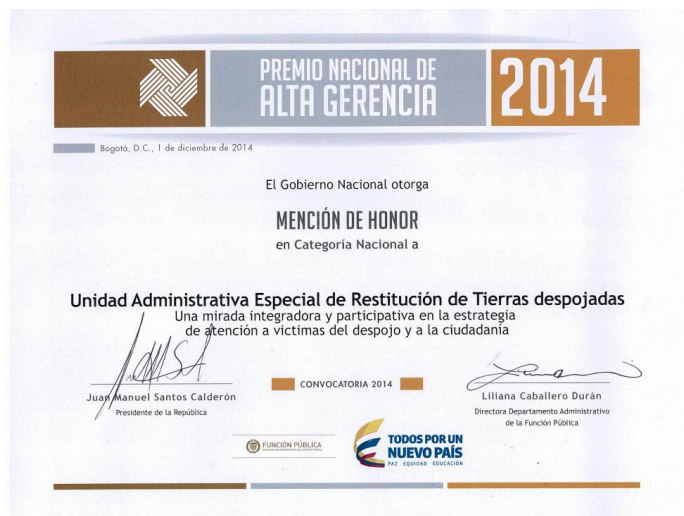 PREMIO NACIONAL DE
ALTA GERENCIA
2014
Bogotá, D.C., 1 de diciembre de 2014
El Gobierno Nacional otorga
MENCIÓN DE HONOR
en Categoría Nacional a
Unidad Administrativa Especial de Restitución de Tierras despojadas
Una mirada integradora y participativa en la estrategia
de atención a victimas del despojo y a la ciudadanía
Juan Manuel Santos Calderón
Presidente de la República
CONVOCATORIA 2014
Liliana Caballero Durán
Directora Departamento Administrativo
de la Función Pública
FUNCIÓN PÚBLICA
TODOS POR UN
NUEVO PAÍS
PAZ EQUIDAD EDUCACIÓN